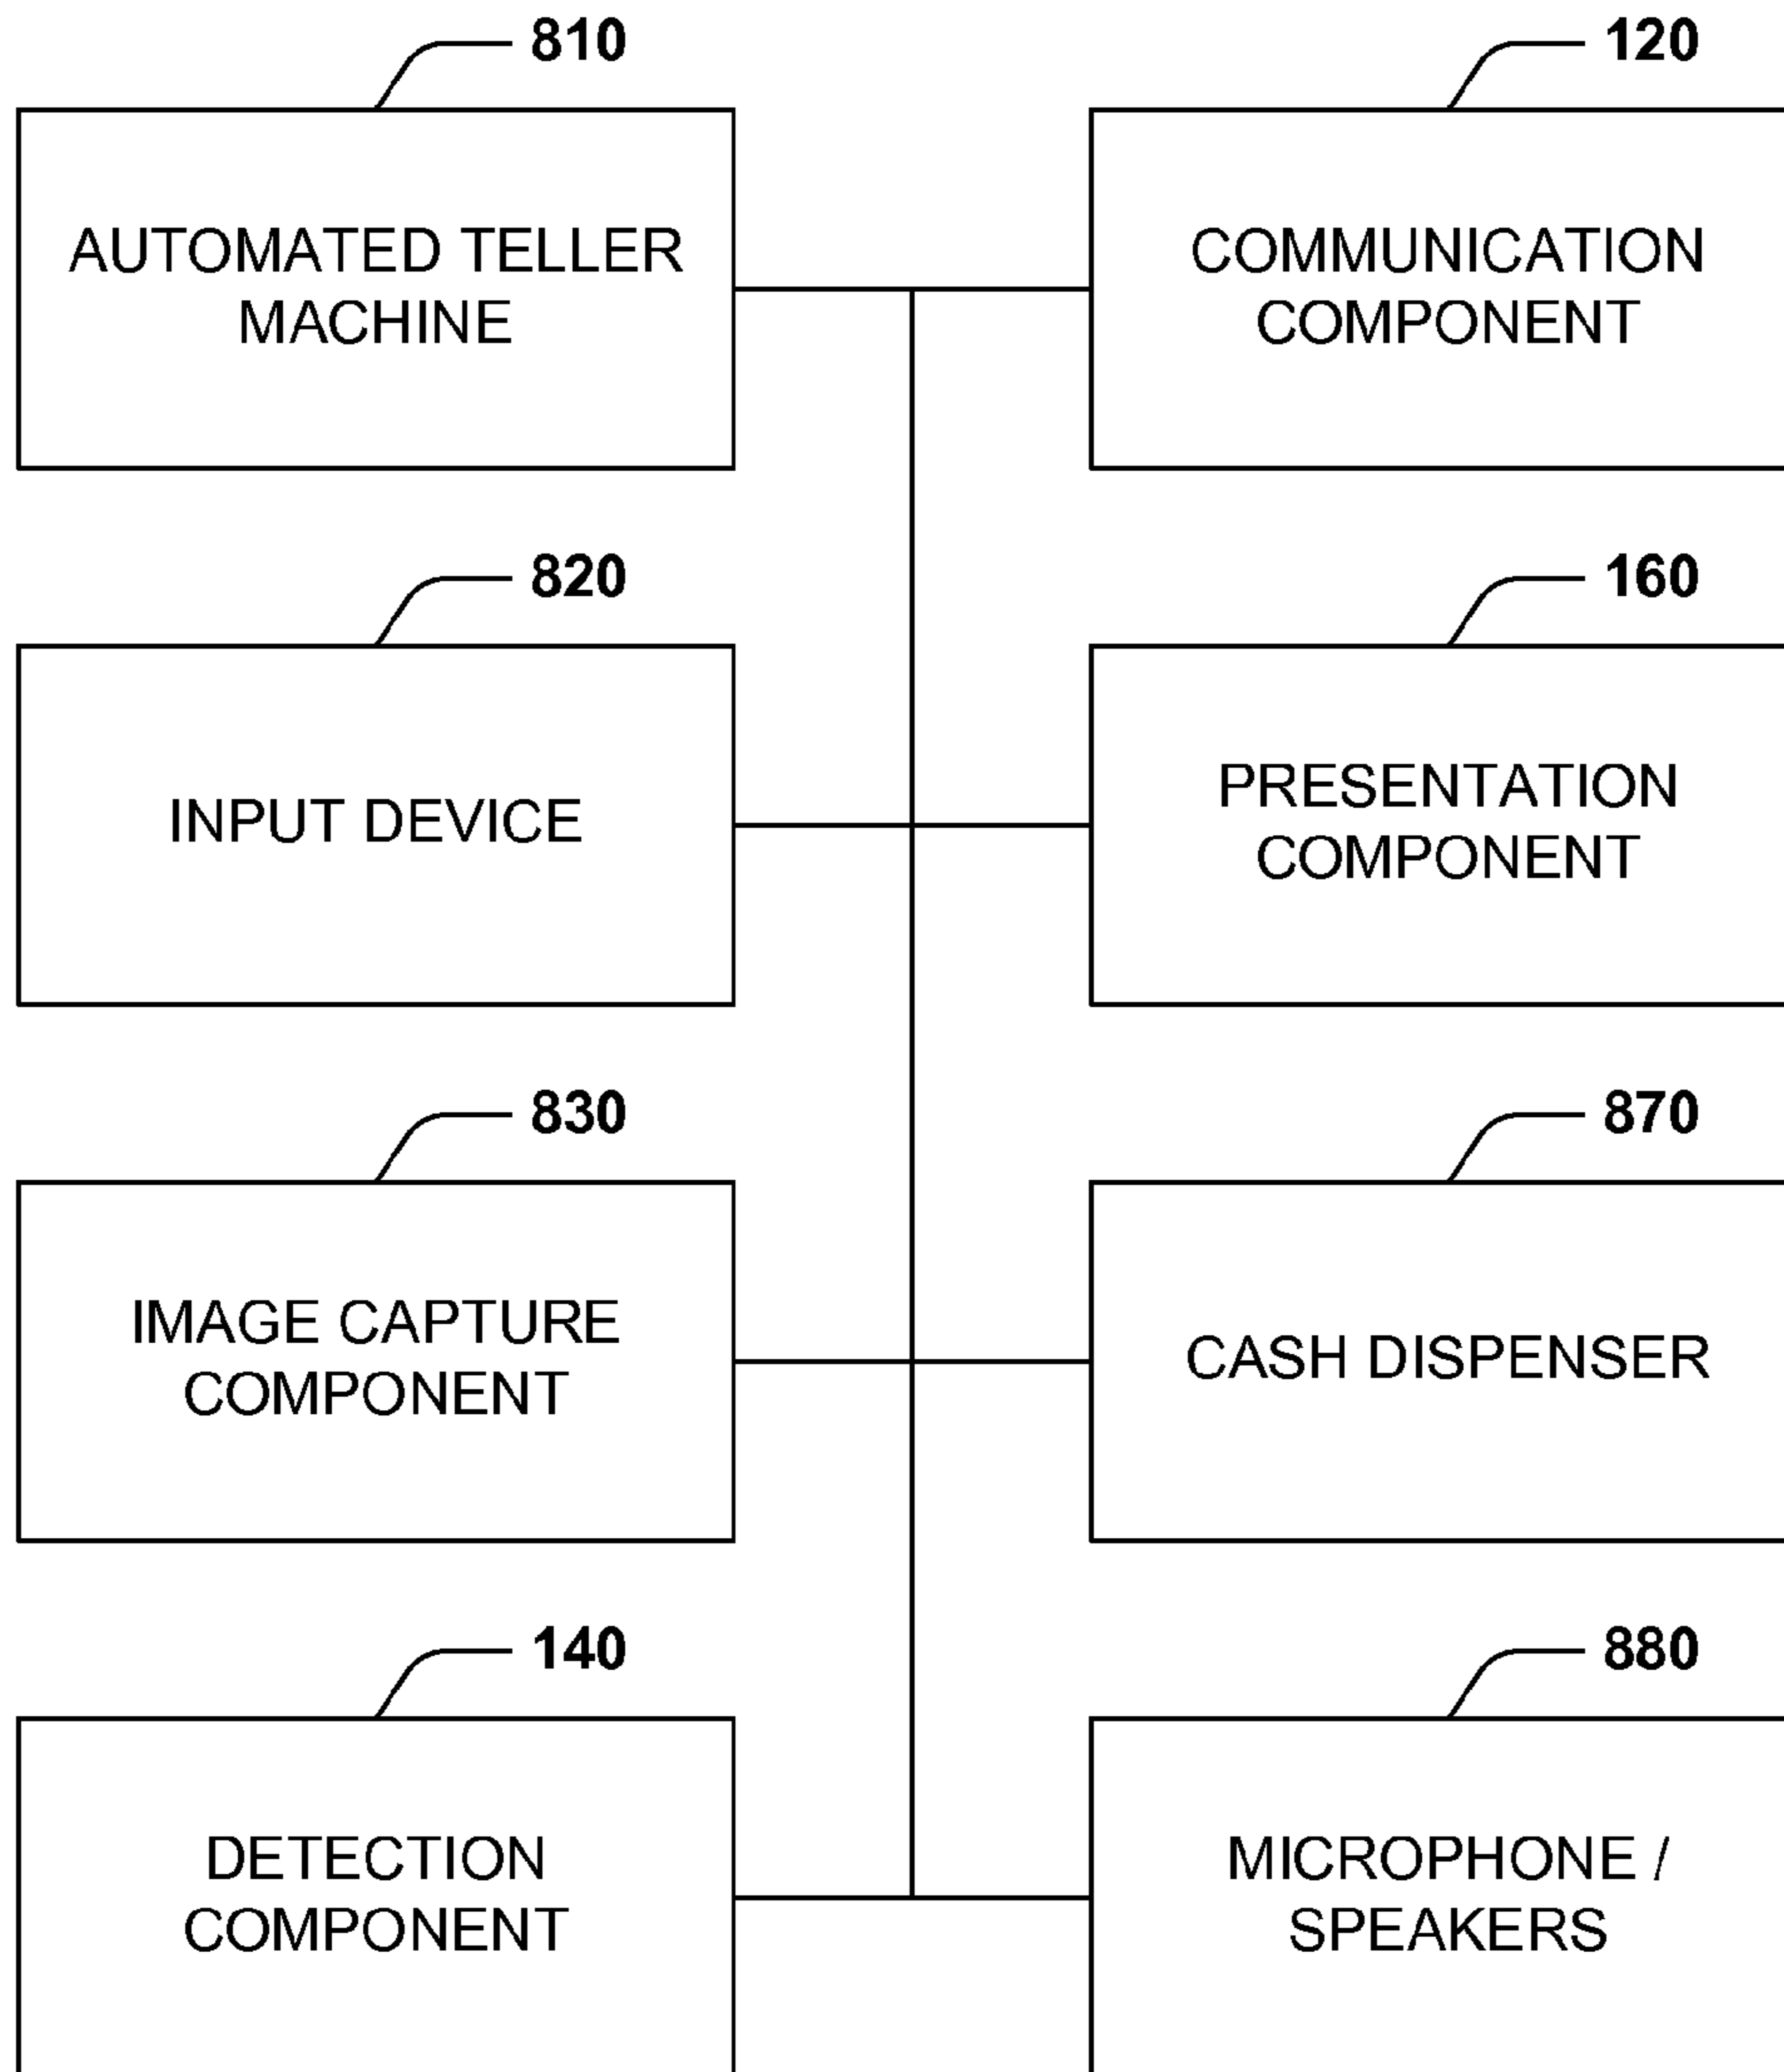 810
120
AUTOMATED TELLER
MACHINE
COMMUNICATION
COMPONENT
820
160
INPUT DEVICE
PRESENTATION
COMPONENT
830
870
IMAGE CAPTURE
COMPONENT
CASH DISPENSER
140
880
DETECTION
COMPONENT
MICROPHONE /
SPEAKERS